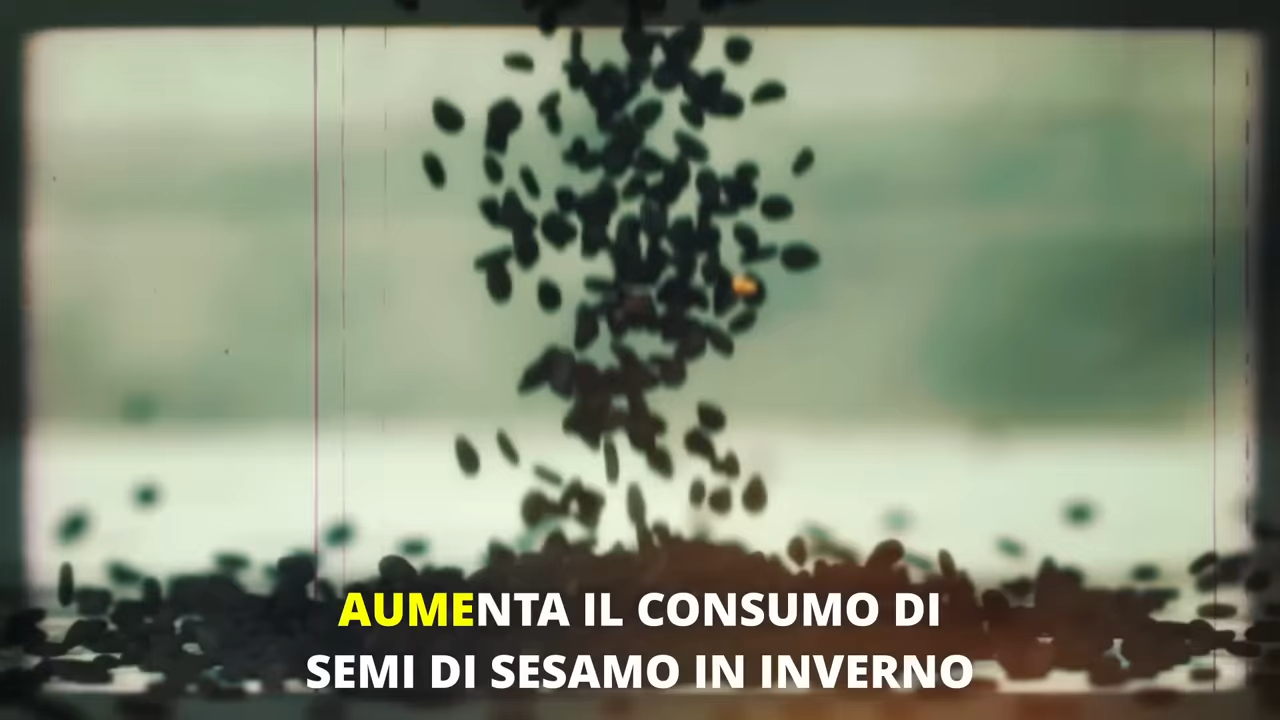 AUMENTA IL CONSUMO DI
SEMI DI SESAMO IN INVERNO